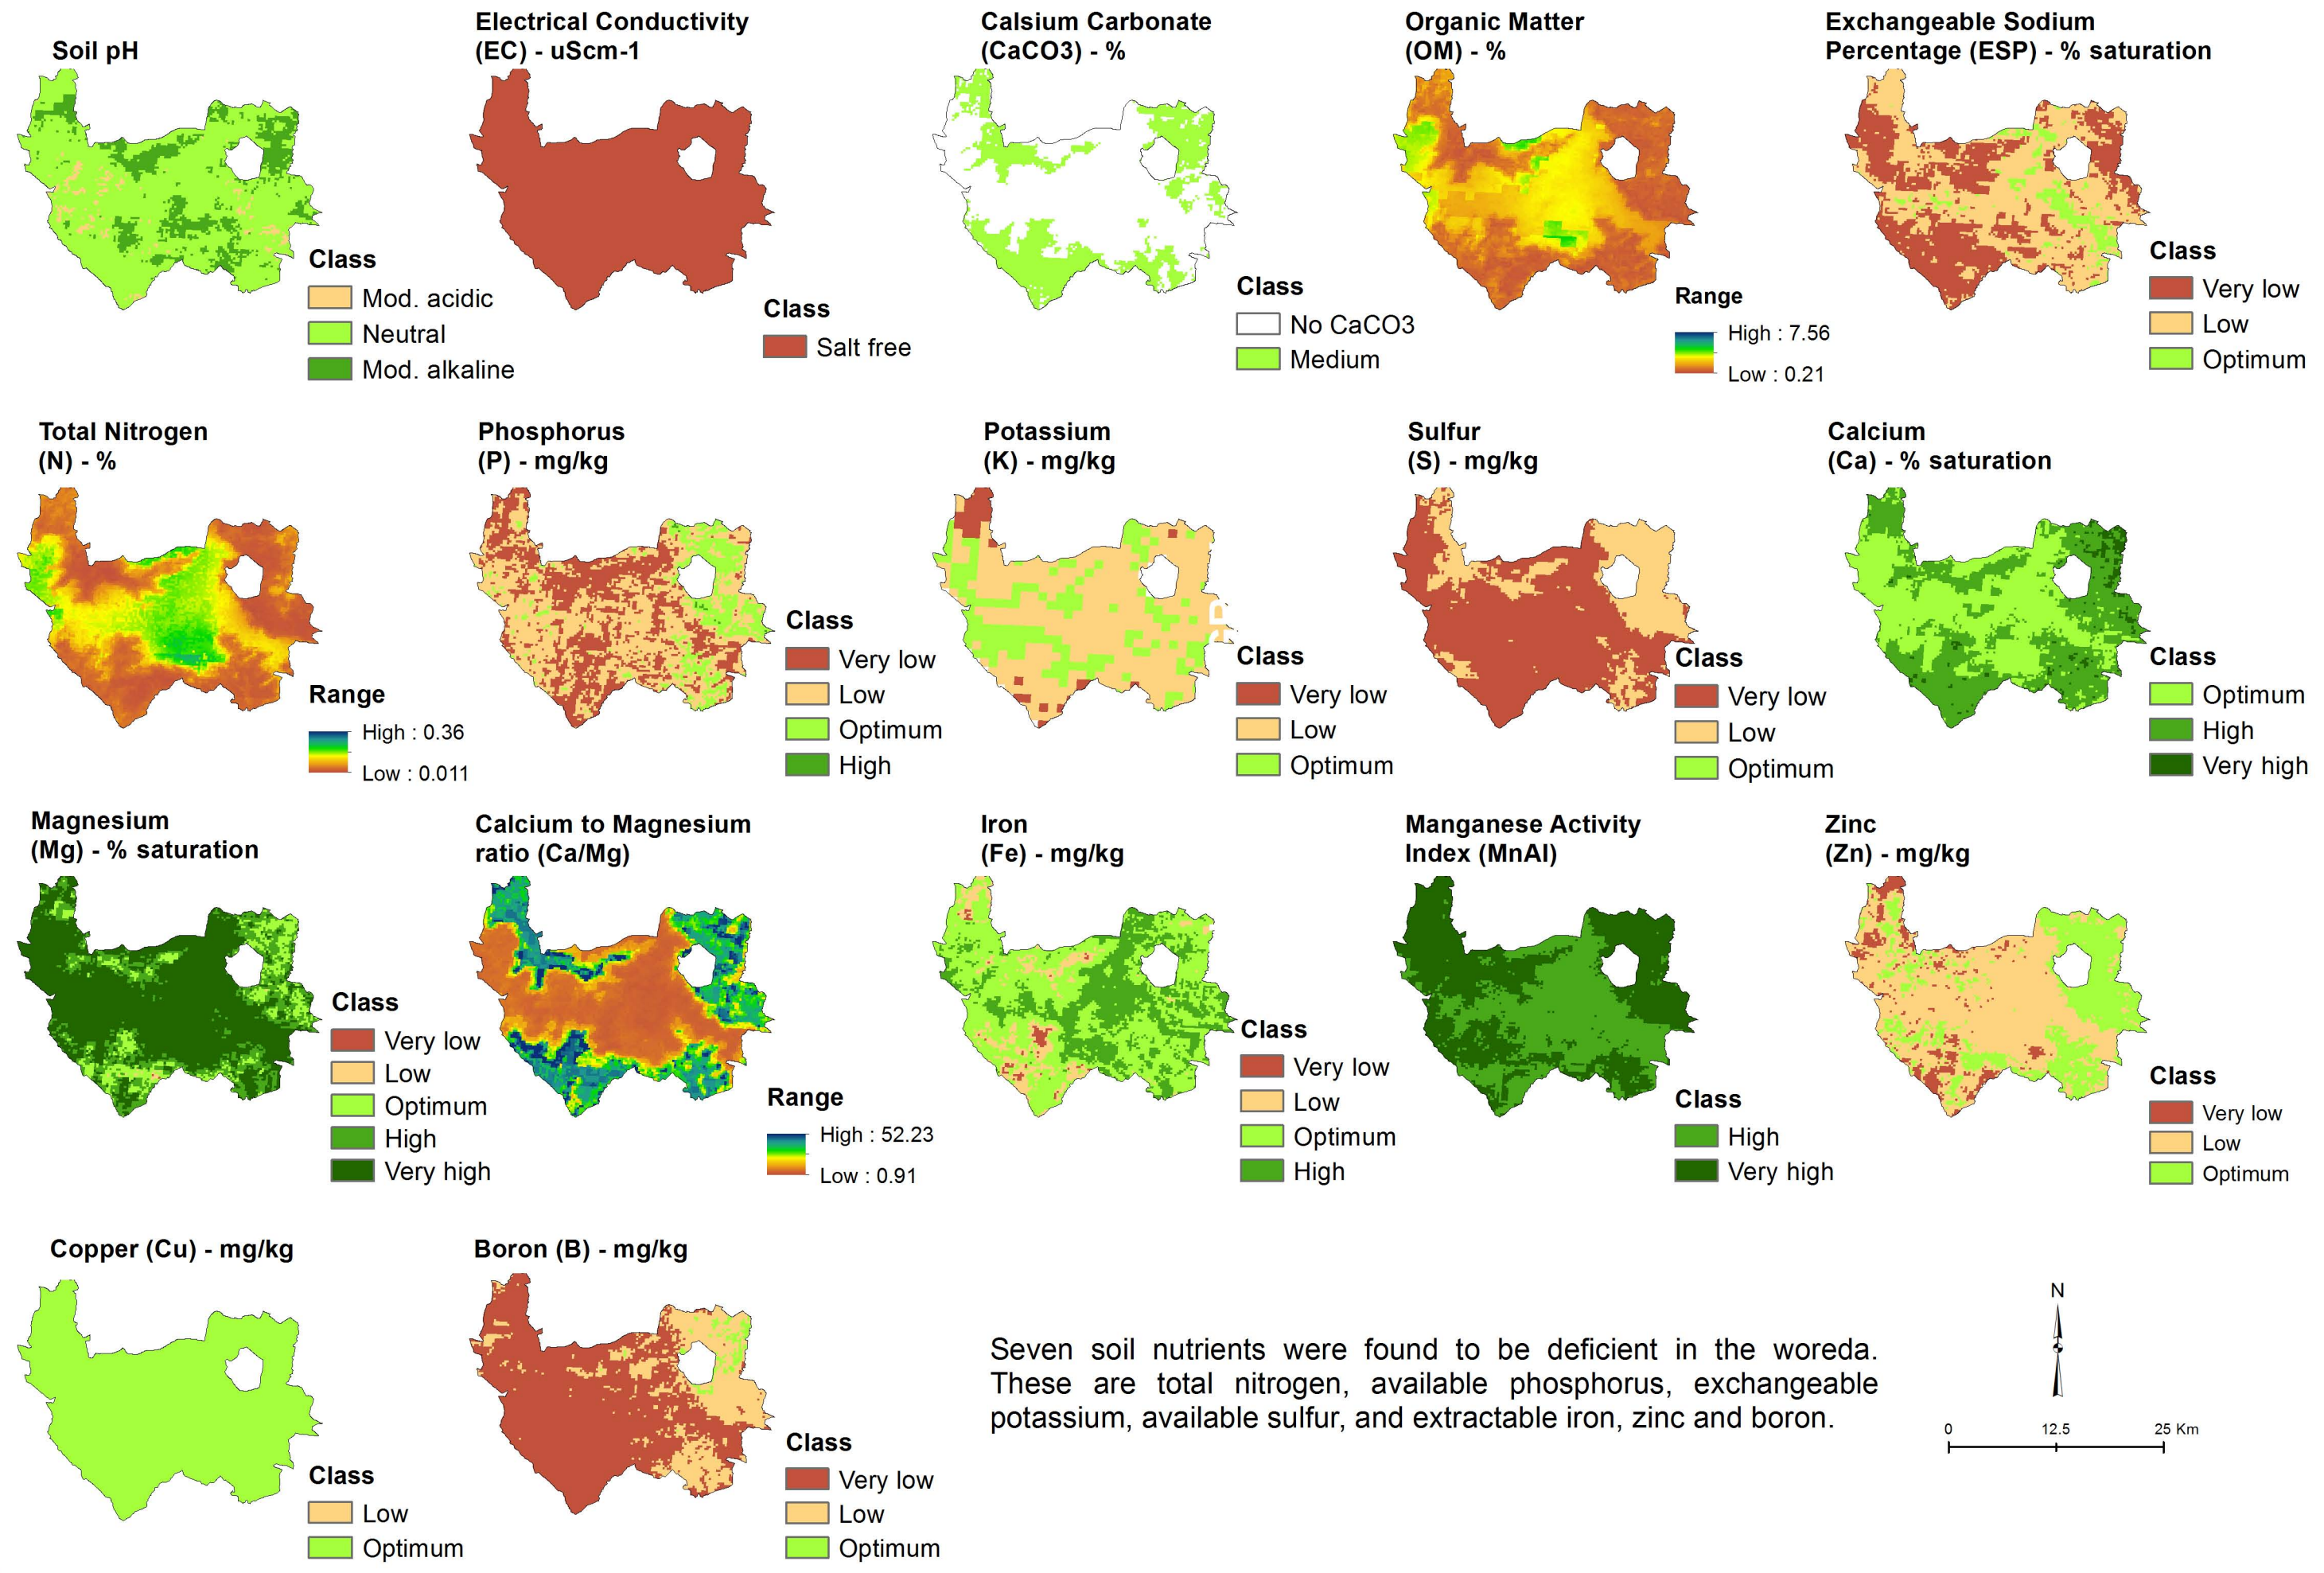 Soil pH
Class
Mod. acidic
Neutral
Mod. alkaline
Electrical Conductivity
(EC) - uScm-1
Class
Salt free
Calsium Carbonate
(CaCO3) - %
Class
No CaCO3
Medium
Organic Matter
(OM) - %
Range
High : 7.56
Low : 0.21
Exchangeable Sodium
Percentage (ESP) - % saturation
Class
Very low
Low
Optimum
Total Nitrogen
(N) - %
Range
High : 0.36
Low : 0.011
Phosphorus
(P) - mg/kg
Class
Very low
Low
Optimum
High
Potassium
(K) - mg/kg
Class
Very low
Low
Optimum
Sulfur
(S) - mg/kg
Class
Very low
Low
Optimum
Calcium
(Ca) - % saturation
Class
Optimum
High
Very high
Magnesium
(Mg) - % saturation
Class
Very low
Low
Optimum
High
Very high
Calcium to Magnesium
ratio (Ca/Mg)
Range
High : 52.23
Low : 0.91
Iron
(Fe) - mg/kg
Class
Very low
Low
Optimum
High
Manganese Activity
Index (MnAI)
Class
High
Very high
Zinc
(Zn) - mg/kg
Class
Very low
Low
Optimum
Copper (Cu) - mg/kg
Class
Low
Optimum
Boron (B) - mg/kg
Class
Very low
Low
Optimum
Seven soil nutrients were found to be deficient in the woreda.
These are total nitrogen, available phosphorus, exchangeable
potassium, available sulfur, and extractable iron, zinc and boron.
N
0 12.5 25 Km